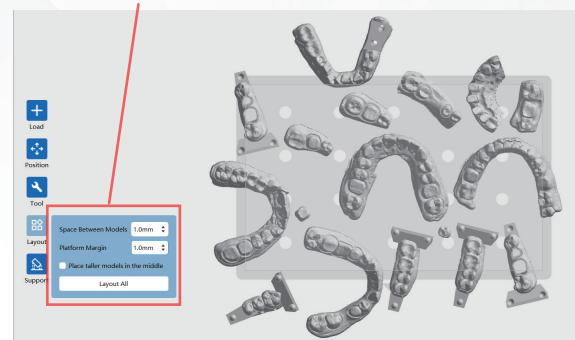 Load
Position
Tool
Layout
Support
Space Between Models 1.0mm
Platform Margin 1.0mm
Place taller models in the middle
Layout All